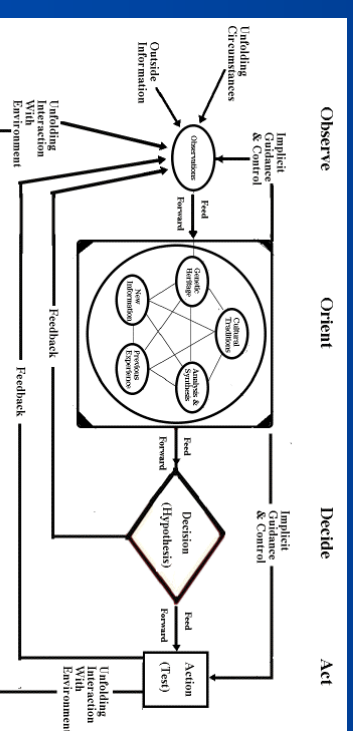 Observe
Orient
Decide
Act
Implicit
Guidance
& Control
Implicit
Guidance
& Control
Unfolding
Circumstances
Outside
Information
Unfolding
Interaction
With
Environment
Observations
Feed
Forward
Cultural
Traditions
Genetic
Heritage
Analysis &
Synthesis
New
Information
Previous
Experience
Feed
Forward
Decision
(Hypothesis)
Feed
Forward
Action
(Test)
Feedback
Feedback
Unfolding
Interaction
With
Environment